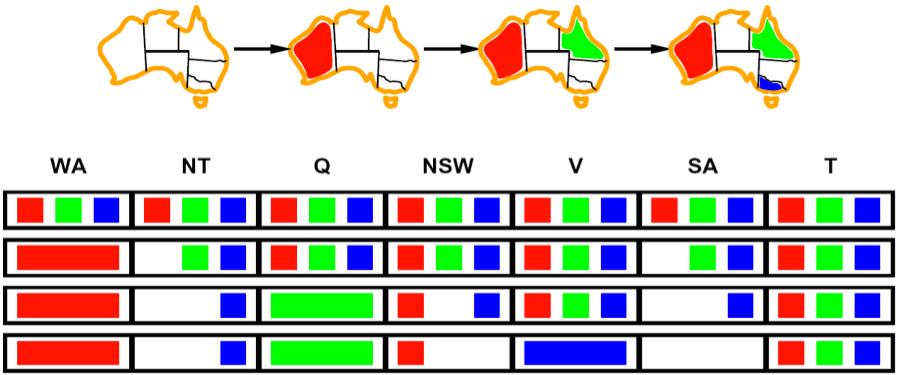 WA NT Q NSW V SA T